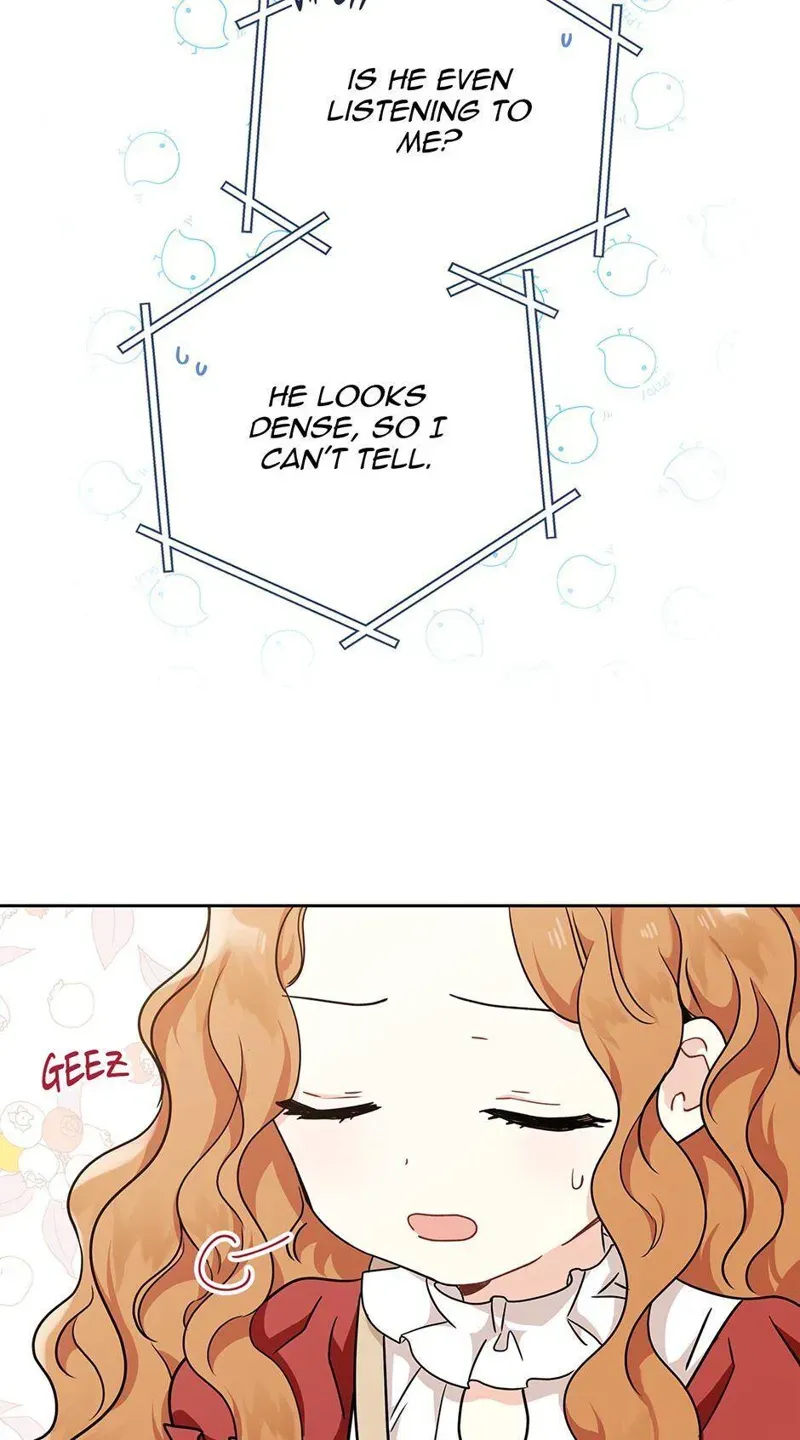 IS HE EVEN
LISTENING TO
ME?
HE LOOKS
DENSE, SO I
CAN'T TELL.
GEEZ